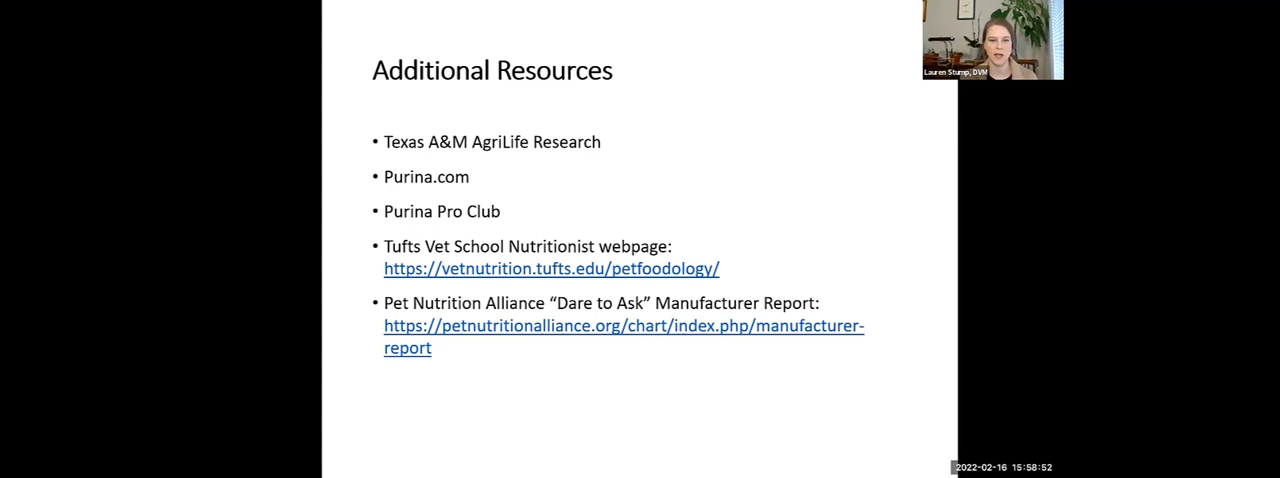 Additional Resources
• Texas A&M AgriLife Research
• Purina.com
• Purina Pro Club
• Tufts Vet School Nutritionist webpage:
https://vetnutrition.tufts.edu/petfoodology/
• Pet Nutrition Alliance “Dare to Ask” Manufacturer Report:
https://petnutritionalliance.org/chart/index.php/manufacturer-
report
Lauren Stump, DVM
2022-02-16 15:58:52